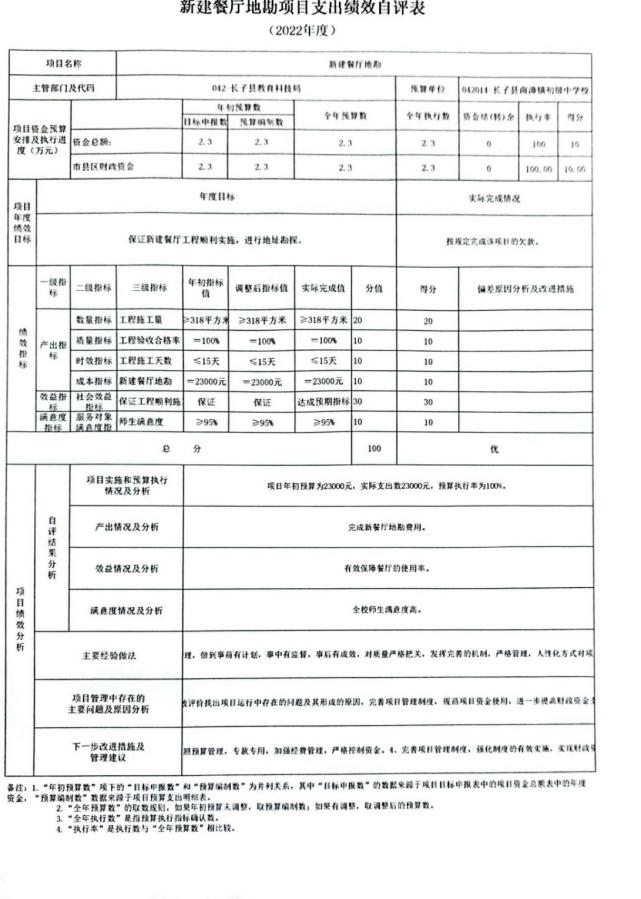 新建餐厅地勘项目支出绩效自评表
（2022年度）
项目名称 新建餐厅地勘
主管部门及代码 042-长子县教育科技局 预算单位 042014-长子县南漳镇初级中学校
项目资金预算安排及执行进度（万元） 年初预算数 全年预算数 全年执行数 资金结(转)余 执行率 得分
目标申报数 预算编制数
资金总额: 2.3 2.3 2.3 2.3 0 100 10
市县区财政资金 2.3 2.3 2.3 2.3 0 100.00 10.00
项目年度绩效目标 年度目标 实际完成情况
保证新建餐厅工程顺利实施，进行地址勘探。 按规定完成该项目的欠款。
绩效指标 一级指标 二级指标 三级指标 年初指标值 调整后指标值 实际完成值 分值 得分 偏差原因分析及改进措施
产出指标 数量指标 工程施工量 ≥318平方米 ≥318平方米 ≥318平方米 20 20
质量指标 工程验收合格率 =100% =100% =100% 10 10
时效指标 工程施工天数 ≤15天 ≤15天 ≤15天 10 10
成本指标 新建餐厅地勘 =23000元 =23000元 =23000元 10 10
效益指标 社会效益指标 保证工程顺利施 保证 保证 达成预期指标 30 30
满意度指标 服务对象满意度指 师生满意度 ≥95% ≥95% ≥95% 10 10
总 分 100 优
项目绩效分析 自评结果分析 项目实施和预算执行情况及分析 项目年初预算为23000元，实际支出数23000元，预算执行率为100%。
产出情况及分析 完成新餐厅地勘费用。
效益情况及分析 有效保障餐厅的使用率。
满意度情况及分析 全校师生满意度高。
主要经验做法 理，做到事前有计划，事中有监督，事后有成效，对质量严格把关，发挥完善的机制，严格管理，人性化方式对项
项目管理中存在的主要问题及原因分析 效评价找出项目运行中存在的问题及其形成的原因，完善项目管理制度，规范项目资金使用，进一步提高财政资金
下一步改进措施及管理建议 照预算管理，专款专用，加强经费管理，严格控制资金。4、完善项目管理制度，强化制度的有效实施，实现财政
备注：1.“年初预算数”项下的“目标申报数”和“预算编制数”为并列关系，其中“目标申报数”的数据来源于项目目标申报表中的项目资金总额表中的年度
资金，“预算编制数”数据来源于项目预算支出明细表。
2.“全年预算数”的取数规则，如果年初预算未调整，取预算编制数；如果有调整，取调整后的预算数。
3.“全年执行数”是指预算执行指标确认数。
4.“执行率”是执行数与“全年预算数”相比较。